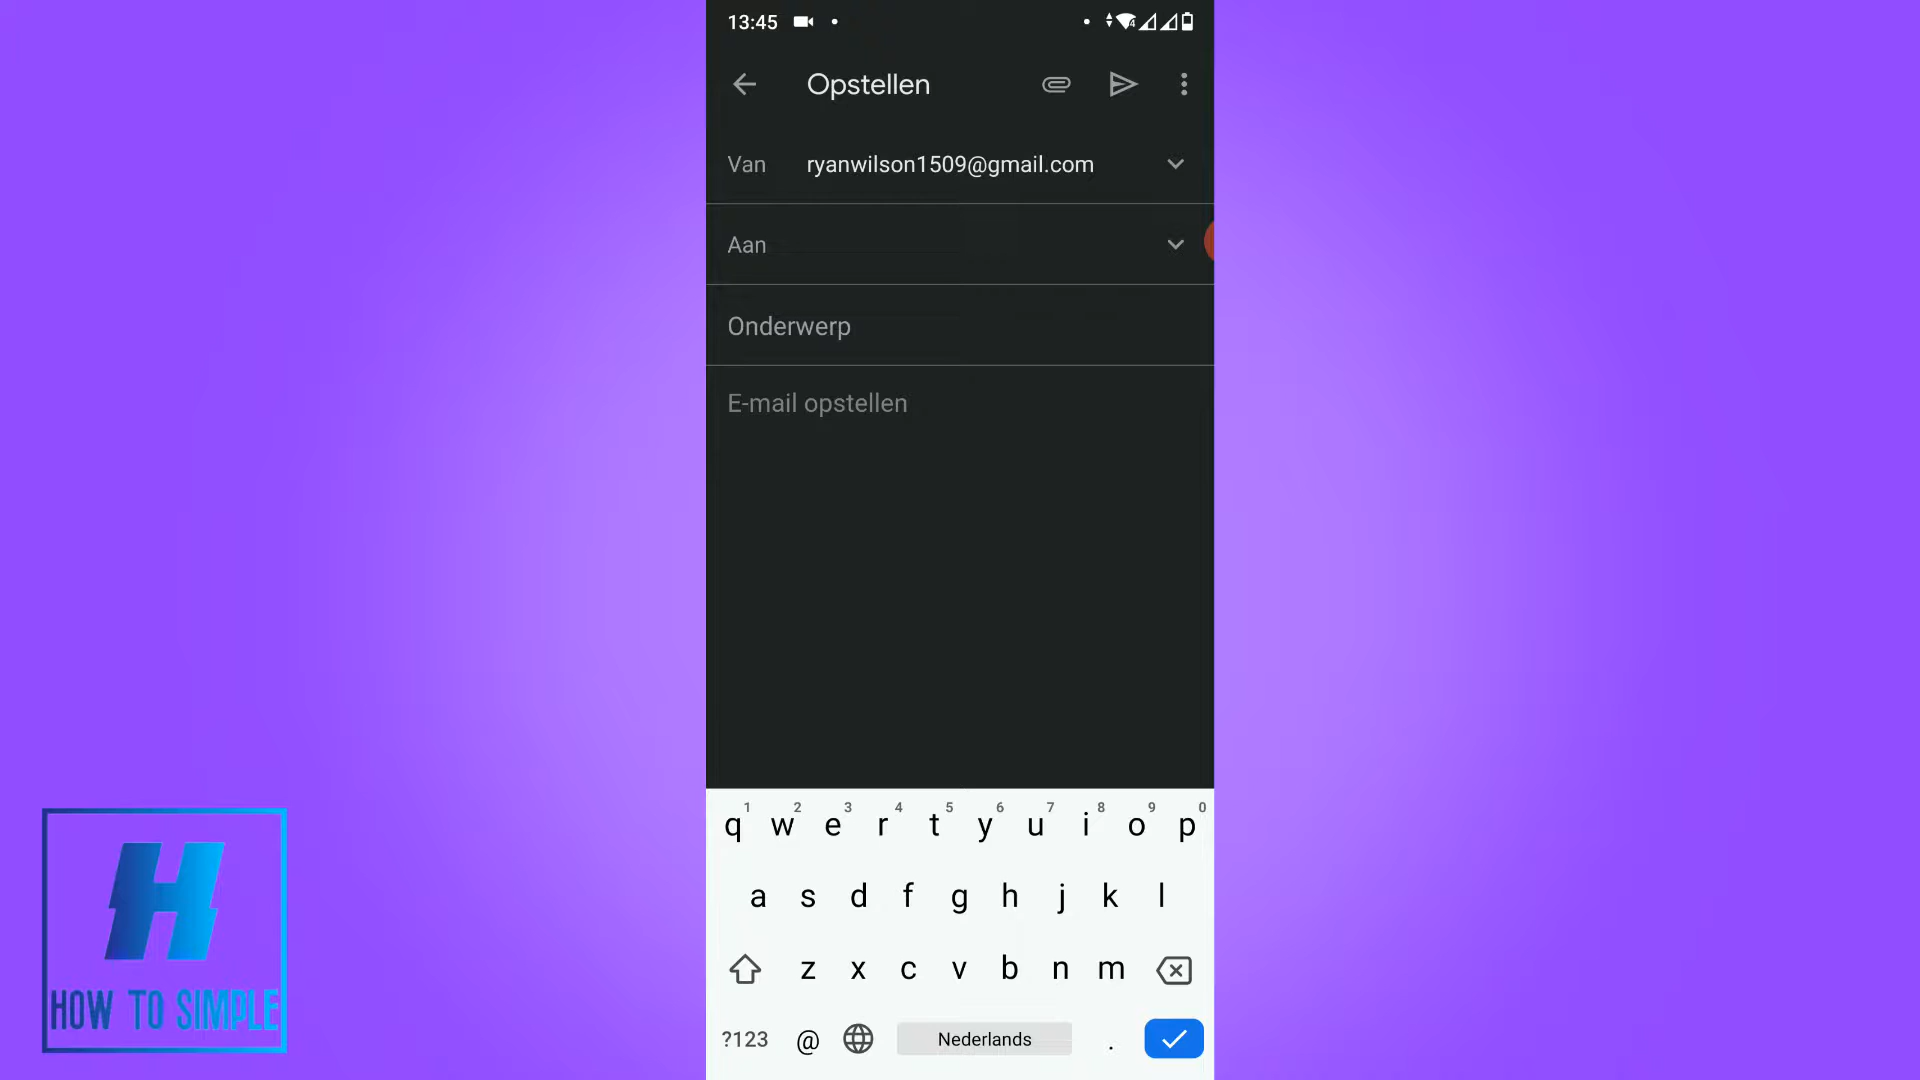 13:45
Opstellen
Van ryanwilson1509@gmail.com
Aan
Onderwerp
E-mail opstellen
1 2 3 4 5 6 7 8 9 0
q w e r t y u i o p
a s d f g h j k l
z x c v b n m
?123 @ Nederlands .
H
HOW TO SIMPLE